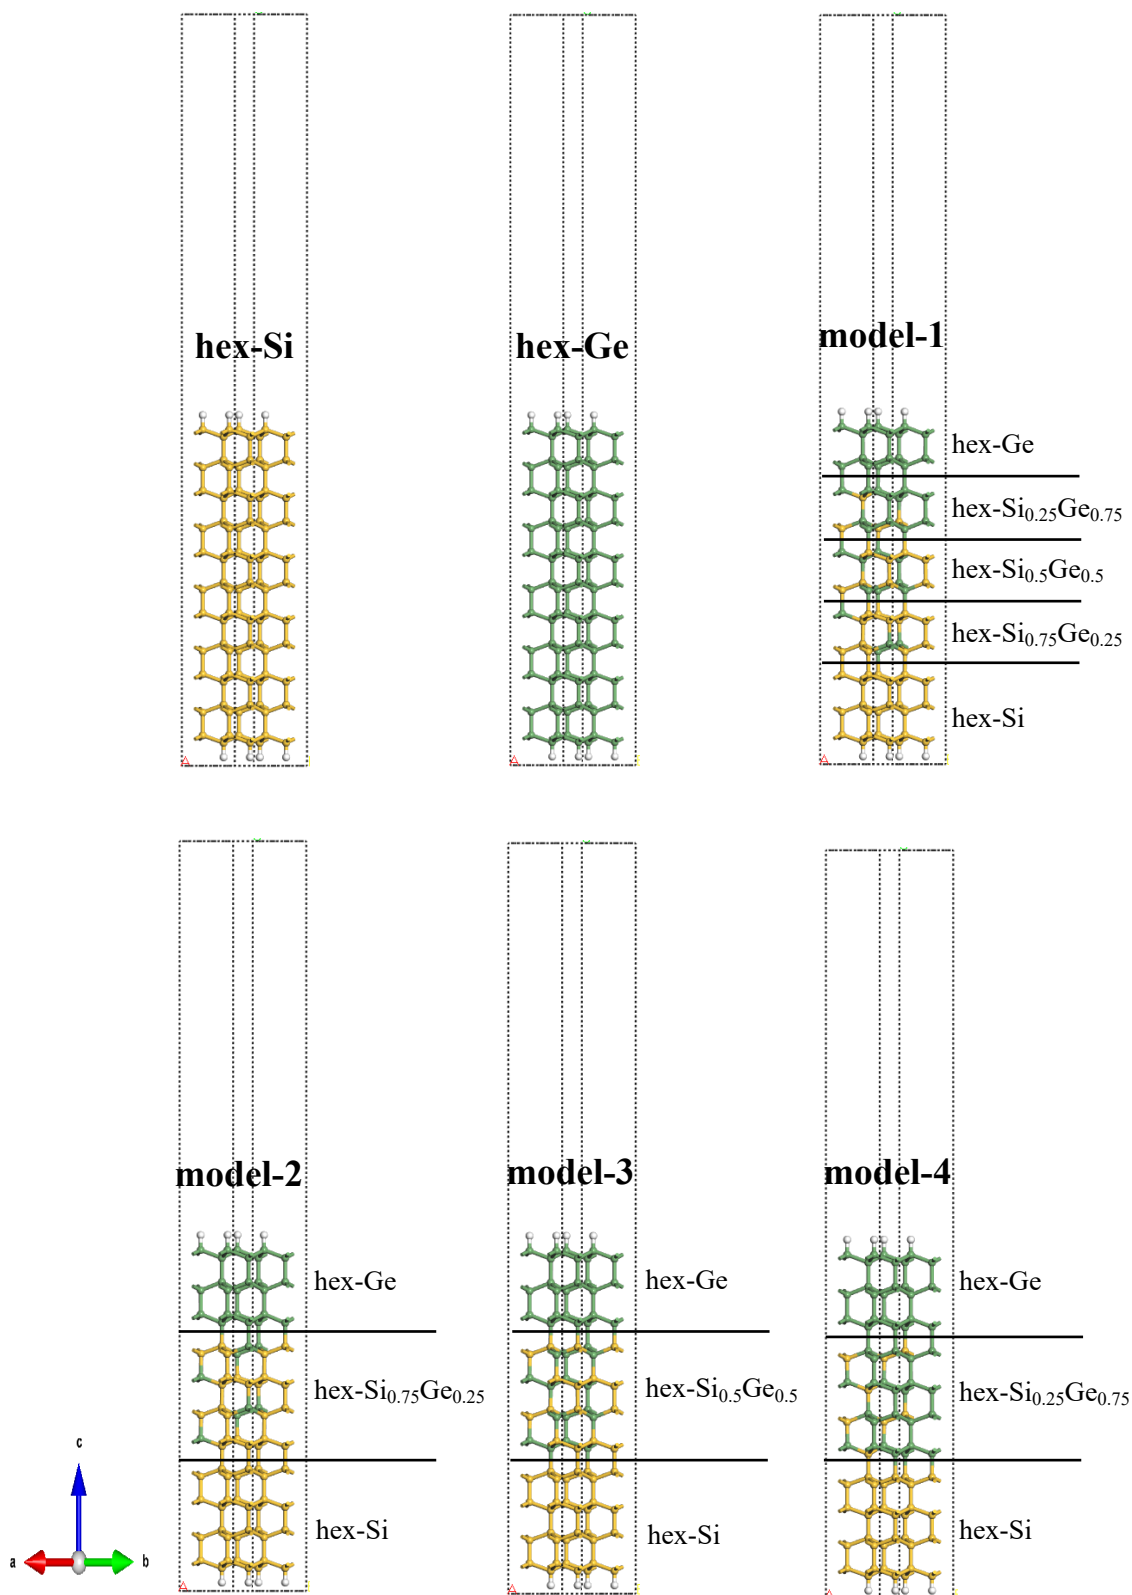 hex-Si
hex-Ge
model-1
hex-Ge
hex-Si0.25Ge0.75
hex-Si0.5Ge0.5
hex-Si0.75Ge0.25
hex-Si
model-2
hex-Ge
hex-Si0.75Ge0.25
hex-Si
model-3
hex-Ge
hex-Si0.5Ge0.5
hex-Si
model-4
hex-Ge
hex-Si0.25Ge0.75
hex-Si
c
a
b